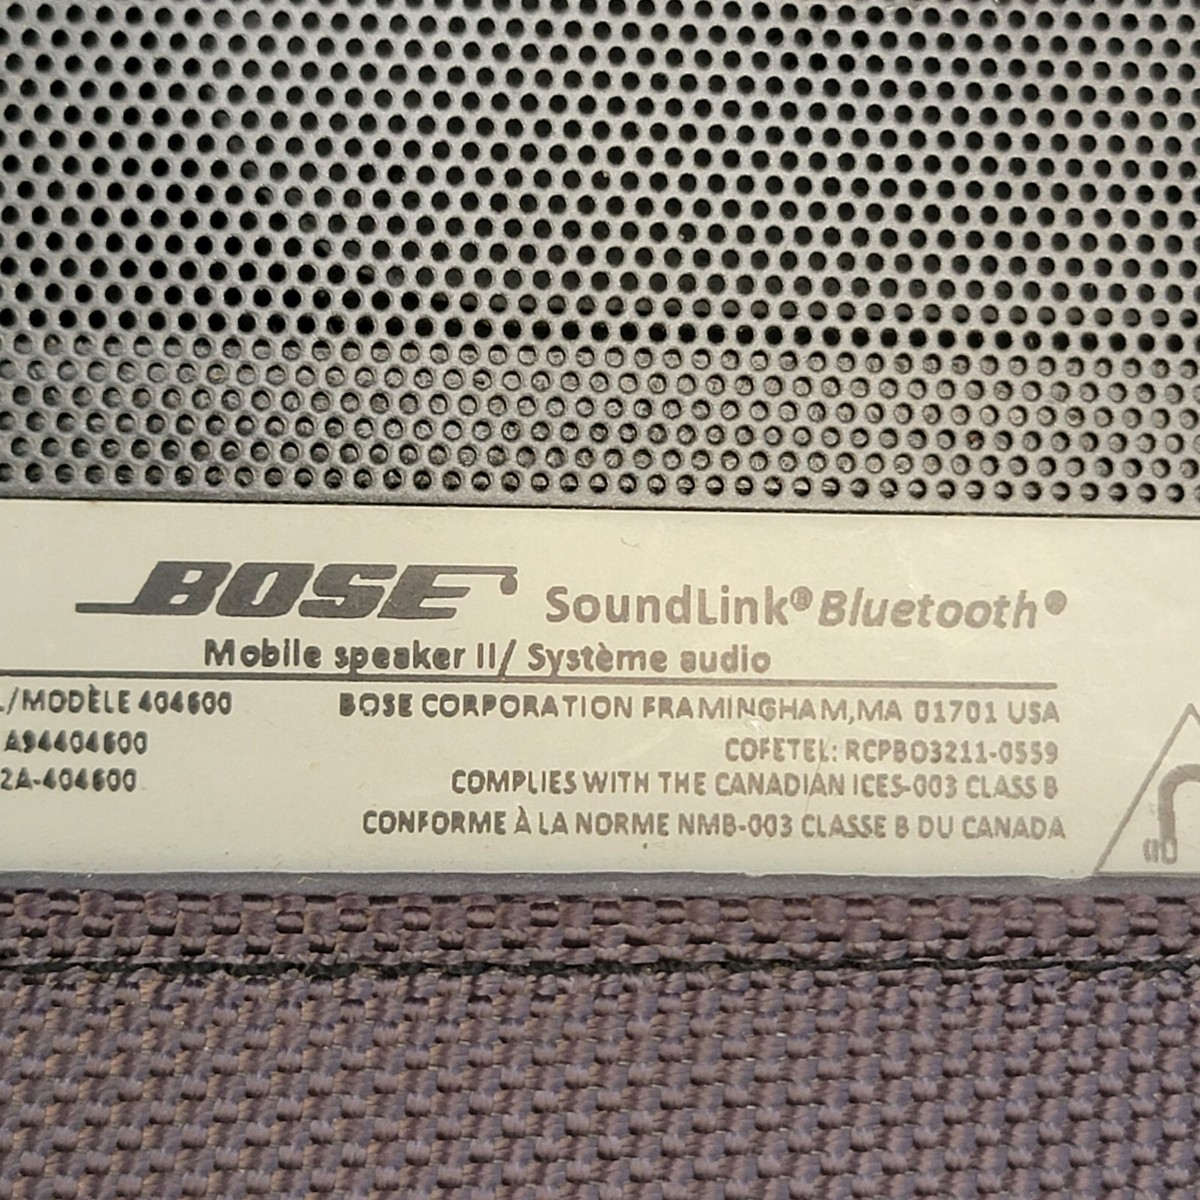 BOSE SoundLink® Bluetooth®
Mobile speaker II/ Système audio
/MODÈLE 404600
A94404600
2A-404600
BOSE CORPORATION FRAMINGHAM,MA 01701 USA
COFETEL: RCPBO3211-0559
COMPLIES WITH THE CANADIAN ICES-003 CLASS B
CONFORME À LA NORME NMB-003 CLASSE B DU CANADA